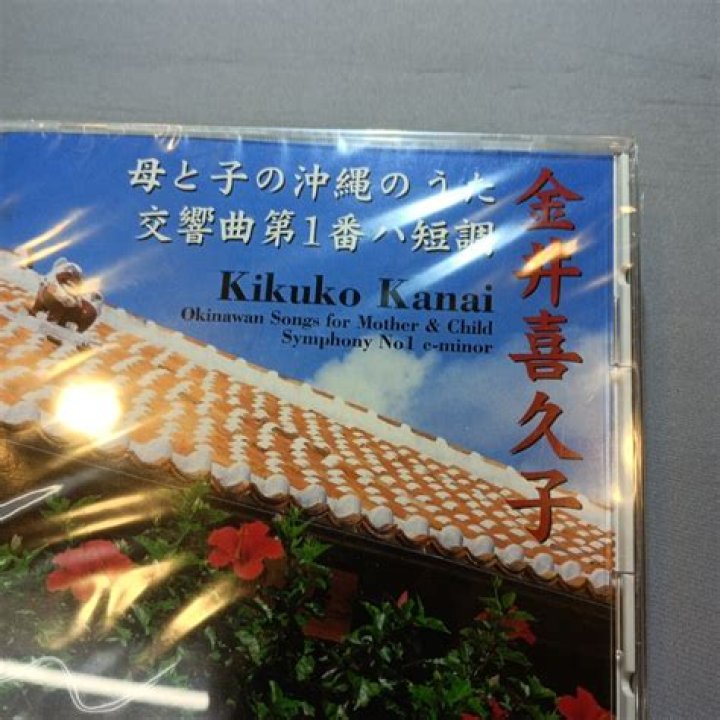 母と子の沖縄のうた
交響曲第1番ハ短調
Kikuko Kanai
Okinawan Songs for Mother & Child
Symphony No1 c-minor
金井喜久子